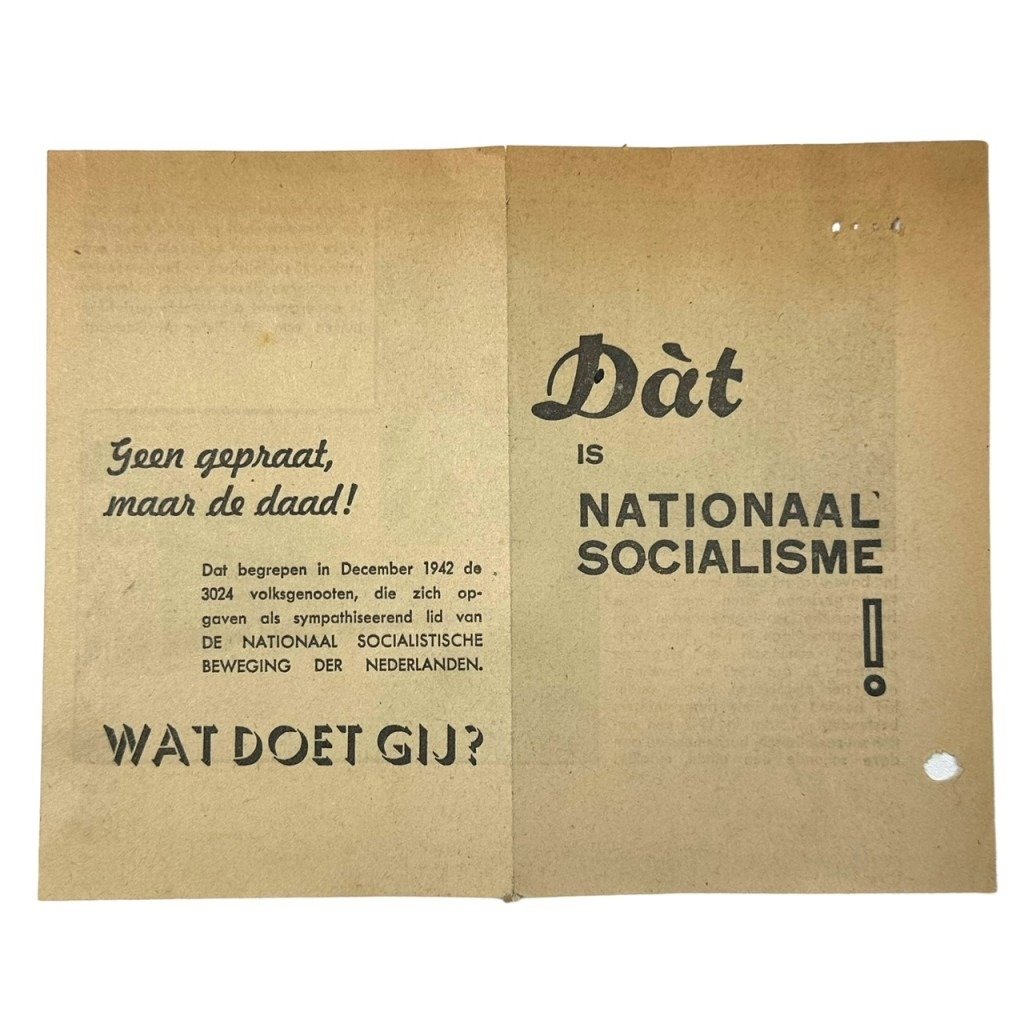 Geen gepraat,
maar de daad!
Dat begrepen in December 1942 de
3024 volksgenooten, die zich op-
gaven als sympathiseerend lid van
DE NATIONAAL SOCIALISTISCHE
BEWEGING DER NEDERLANDEN.
WAT DOET GIJ?
Dàt
IS
NATIONAAL
SOCIALISME
!